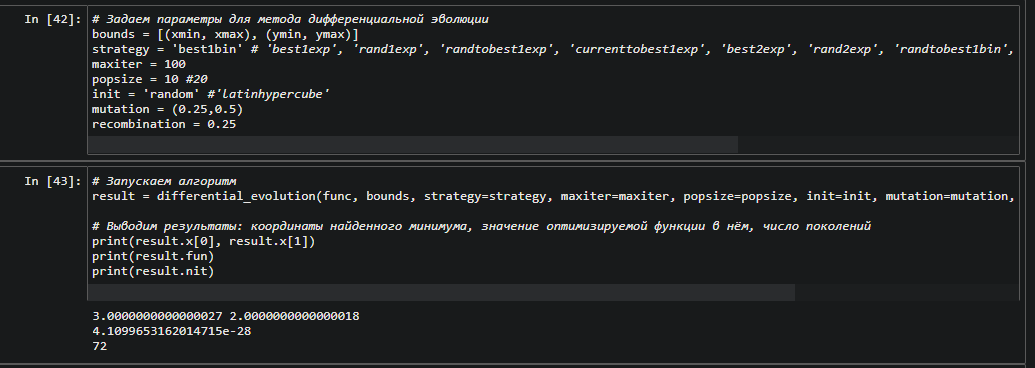 In [42]:
# Задаем параметры для метода дифференциальной эволюции
bounds = [(xmin, xmax), (ymin, ymax)]
strategy = 'best1bin' # 'best1exp', 'rand1exp', 'randtobest1exp', 'currenttobest1exp', 'best2exp', 'rand2exp', 'randtobest1bin',
maxiter = 100
popsize = 10 #20
init = 'random' #'latinhypercube'
mutation = (0.25,0.5)
recombination = 0.25
In [43]:
# Запускаем алгоритм
result = differential_evolution(func, bounds, strategy=strategy, maxiter=maxiter, popsize=popsize, init=init, mutation=mutation,
# Выводим результаты: координаты найденного минимума, значение оптимизируемой функции в нём, число поколений
print(result.x[0], result.x[1])
print(result.fun)
print(result.nit)
3.0000000000000027 2.0000000000000018
4.1099653162014715e-28
72